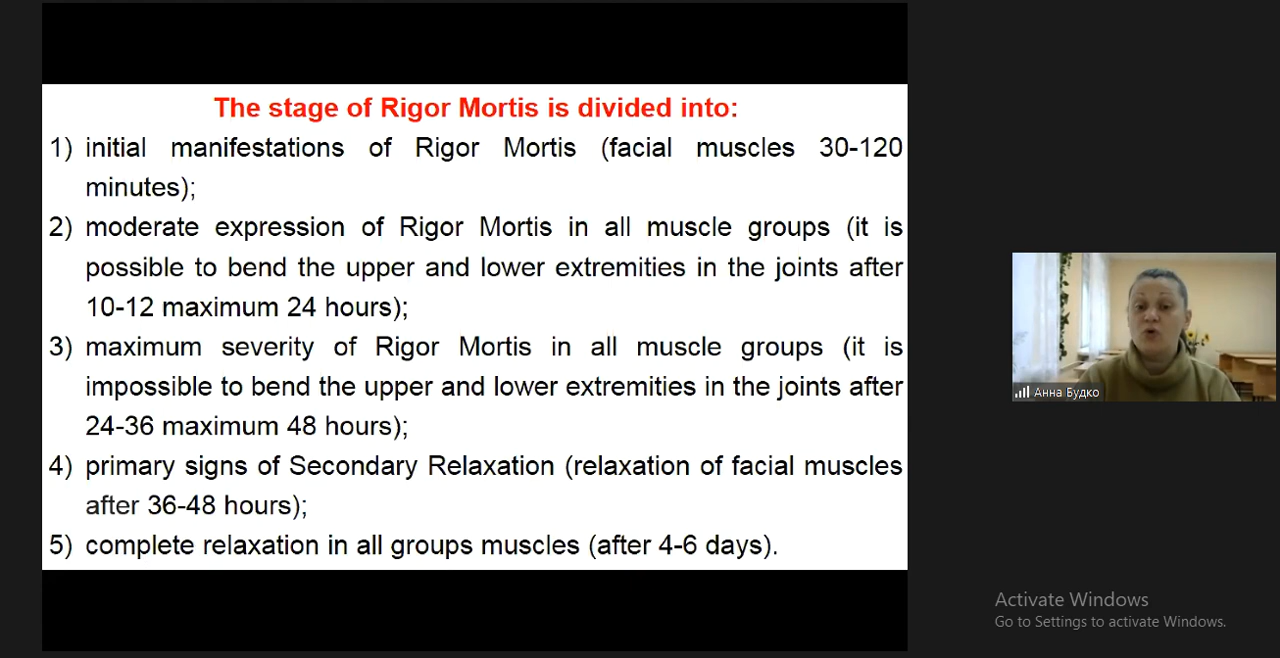 The stage of Rigor Mortis is divided into:
1) initial manifestations of Rigor Mortis (facial muscles 30-120
minutes);
2) moderate expression of Rigor Mortis in all muscle groups (it is
possible to bend the upper and lower extremities in the joints after
10-12 maximum 24 hours);
3) maximum severity of Rigor Mortis in all muscle groups (it is
impossible to bend the upper and lower extremities in the joints after
24-36 maximum 48 hours);
4) primary signs of Secondary Relaxation (relaxation of facial muscles
after 36-48 hours);
5) complete relaxation in all groups muscles (after 4-6 days).
Анна Будко
Activate Windows
Go to Settings to activate Windows.